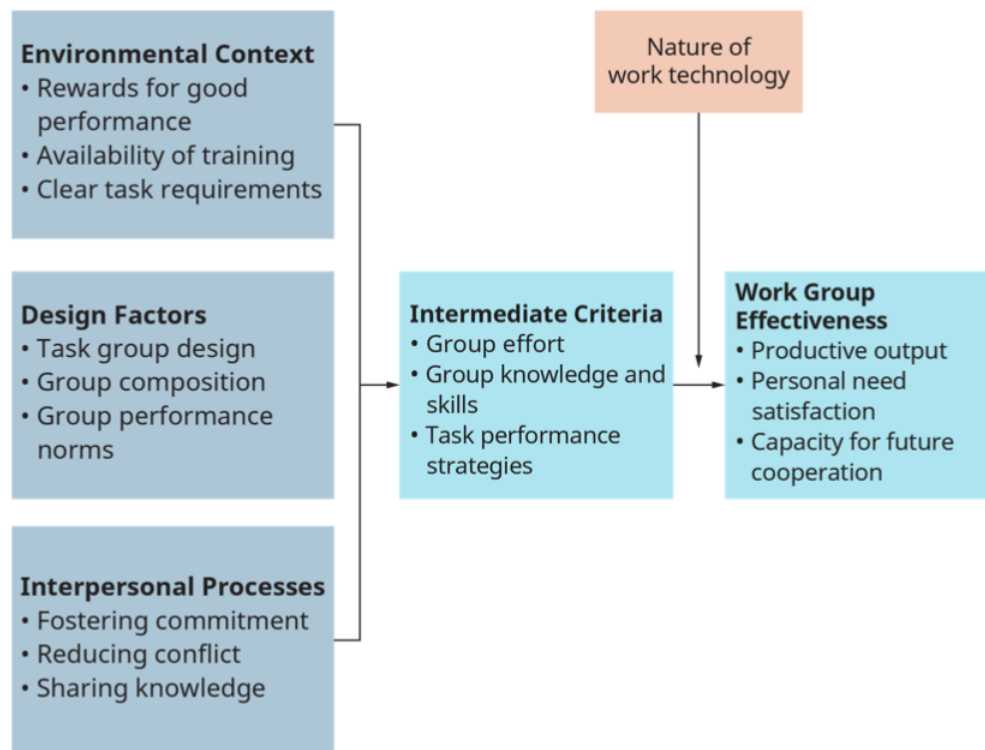 Environmental Context
• Rewards for good
performance
• Availability of training
• Clear task requirements
Nature of
work technology
Design Factors
• Task group design
• Group composition
• Group performance
norms
Intermediate Criteria
• Group effort
• Group knowledge and
skills
• Task performance
strategies
Work Group
Effectiveness
• Productive output
• Personal need
satisfaction
• Capacity for future
cooperation
Interpersonal Processes
• Fostering commitment
• Reducing conflict
• Sharing knowledge